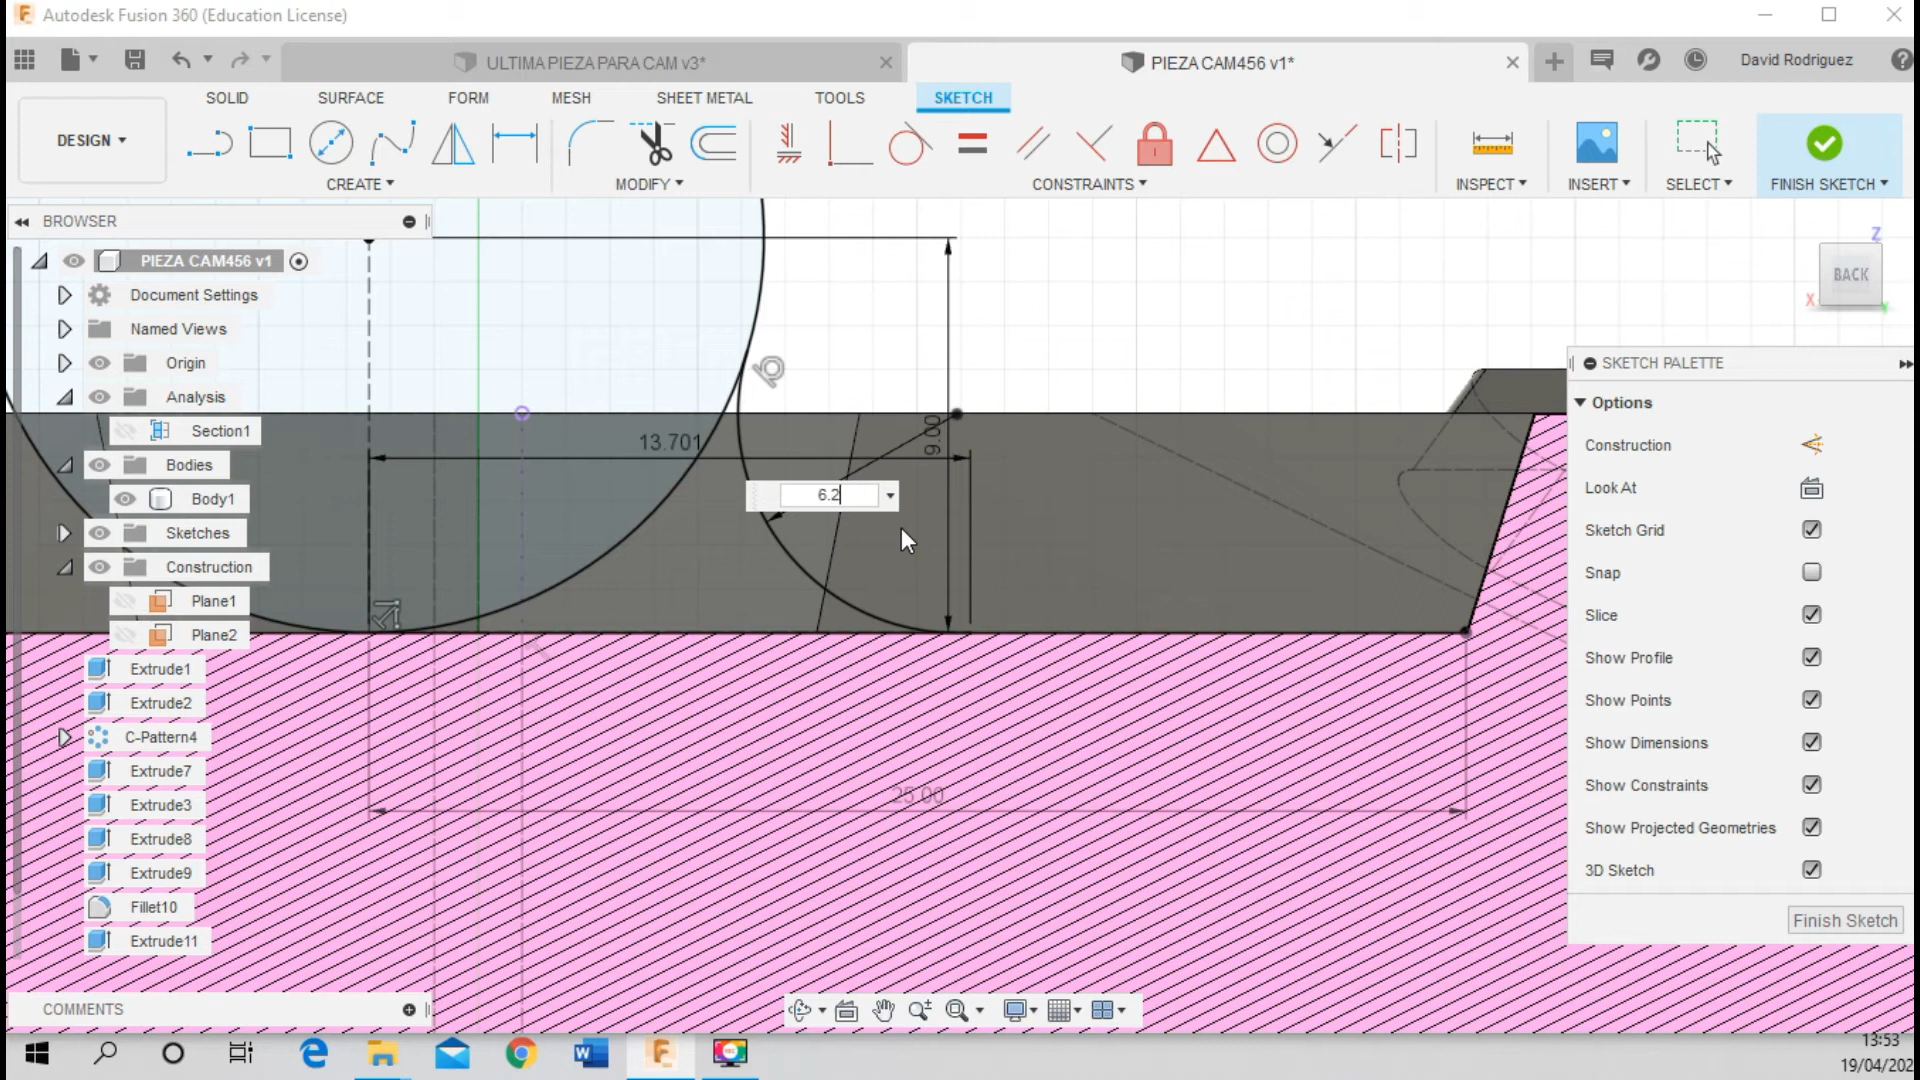 Autodesk Fusion 360 (Education License)
ULTIMA PIEZA PARA CAM v3*
PIEZA CAM456 v1*
David Rodriguez
SOLID
SURFACE
FORM
MESH
SHEET METAL
TOOLS
SKETCH
DESIGN
CREATE
MODIFY
CONSTRAINTS
INSPECT
INSERT
SELECT
FINISH SKETCH
BROWSER
PIEZA CAM456 v1
Document Settings
Named Views
Origin
Analysis
Section1
Bodies
Body1
Sketches
Construction
Plane1
Plane2
Extrude1
Extrude2
C-Pattern4
Extrude7
Extrude3
Extrude8
Extrude9
Fillet10
Extrude11
COMMENTS
13.701
9.00
6.2
25.00
Z
BACK
X
Y
SKETCH PALETTE
Options
Construction
Look At
Sketch Grid
Snap
Slice
Show Profile
Show Points
Show Dimensions
Show Constraints
Show Projected Geometries
3D Sketch
Finish Sketch
13:53
19/04/202